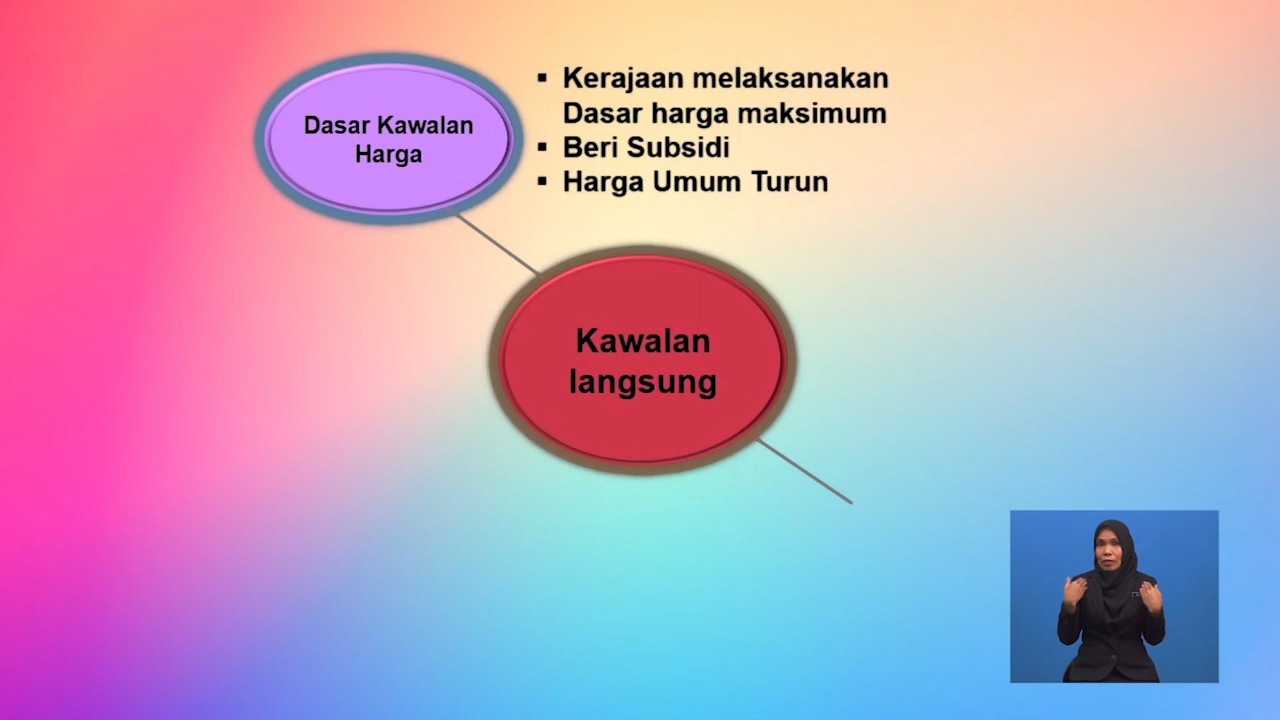 Dasar Kawalan
Harga
▪ Kerajaan melaksanakan
Dasar harga maksimum
▪ Beri Subsidi
▪ Harga Umum Turun
Kawalan
langsung